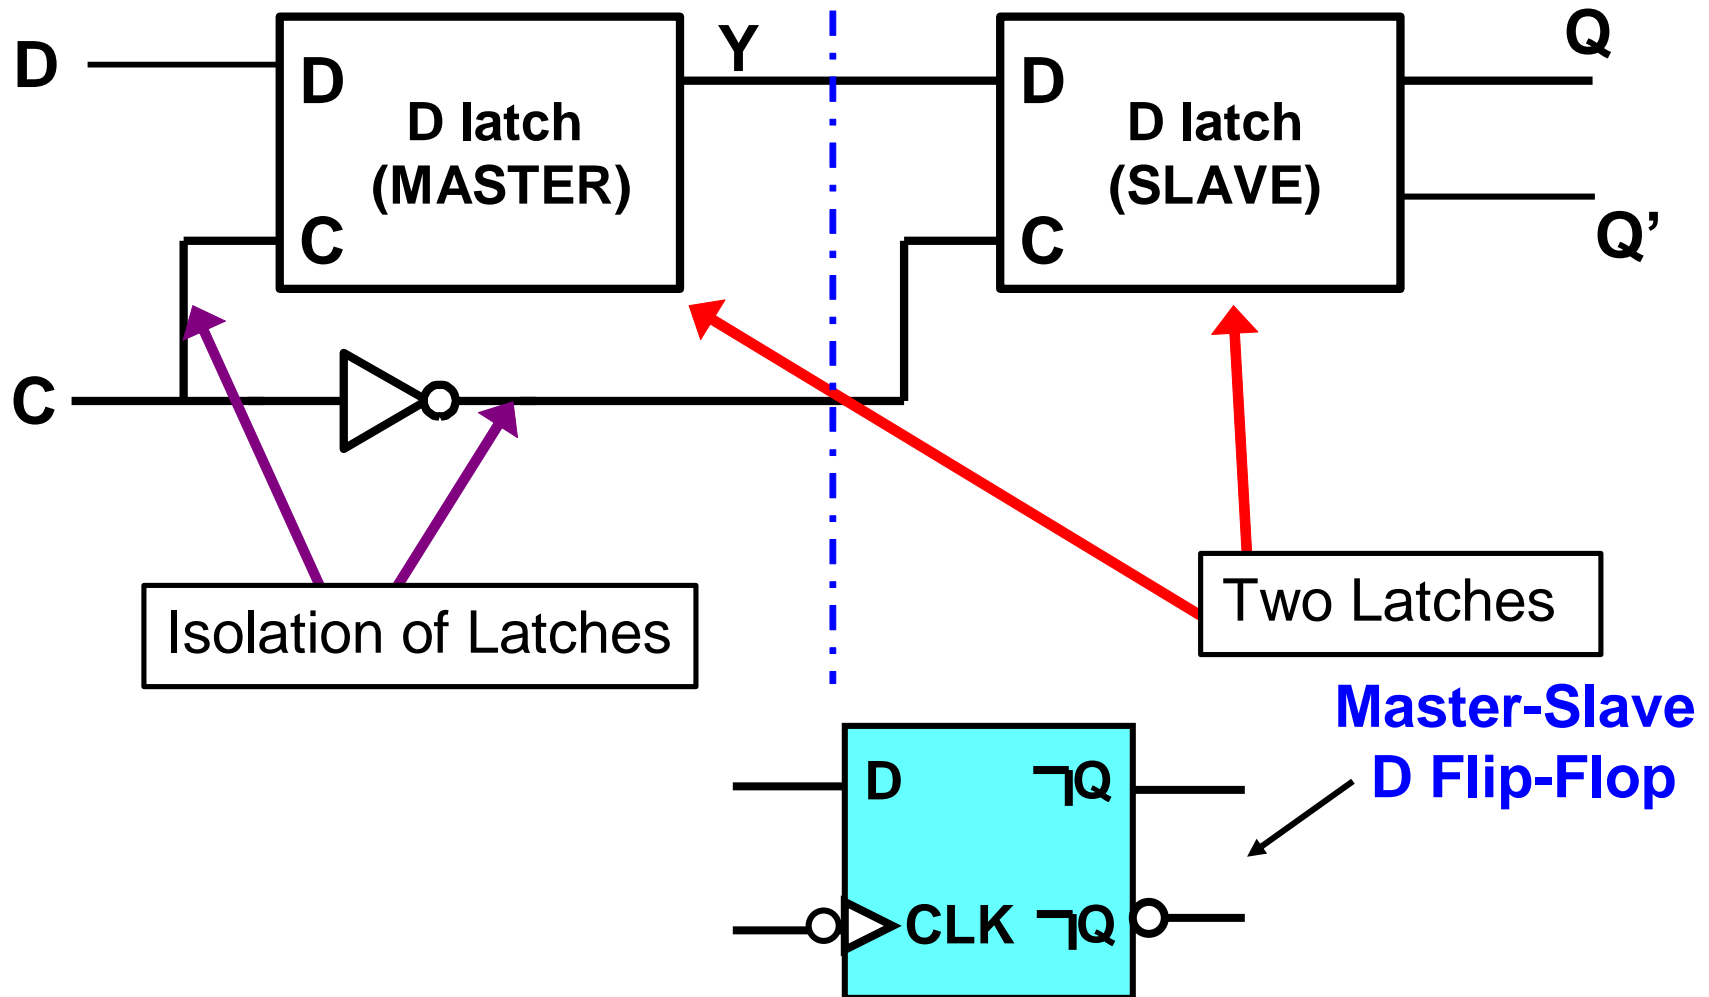 D
D
D latch
(MASTER)
C
Y
D
D latch
(SLAVE)
C
Q
Q’
C
Isolation of Latches
Two Latches
Master-Slave
D Flip-Flop
D ¬Q
CLK ¬Q